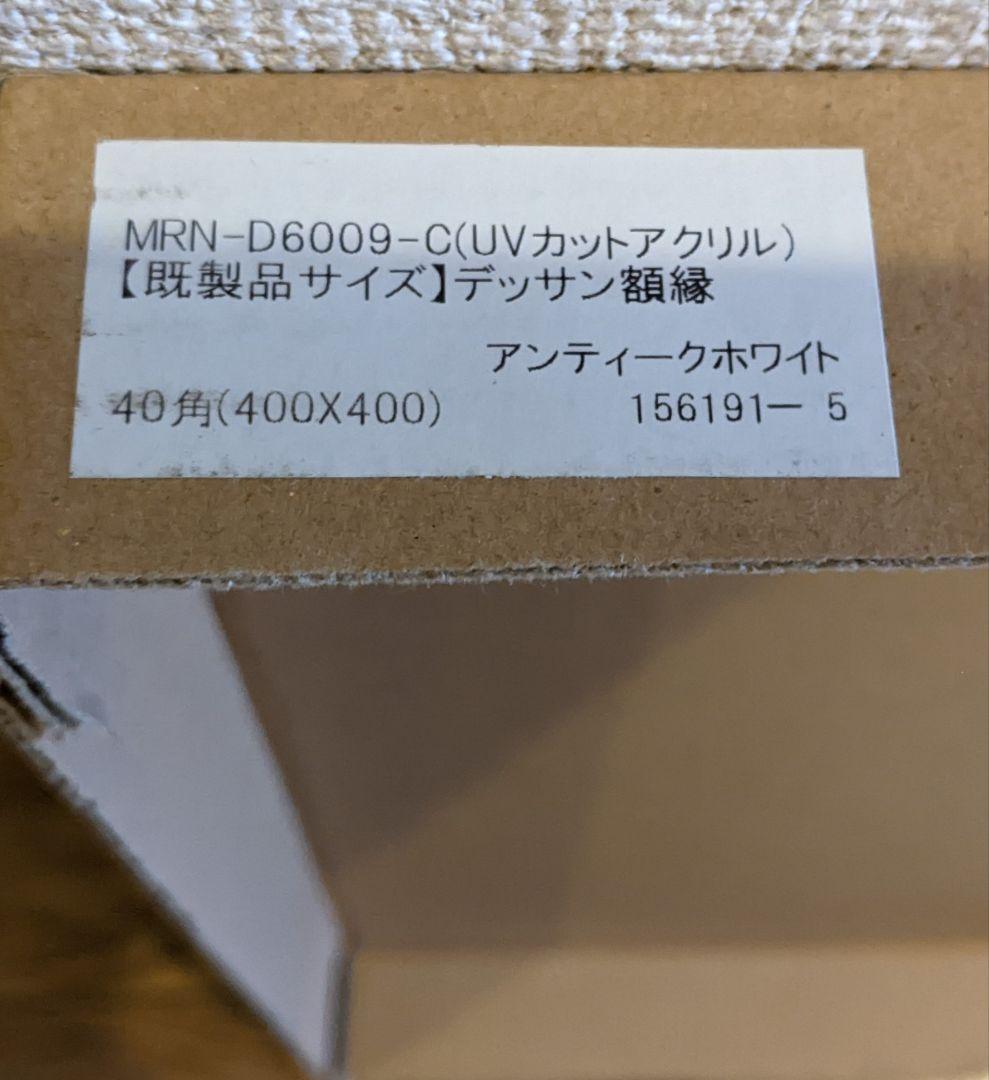 MRN-D6009-C(UVカットアクリル)
【既製品サイズ】デッサン額縁
アンティークホワイト
40角(400X400) 156191ー 5